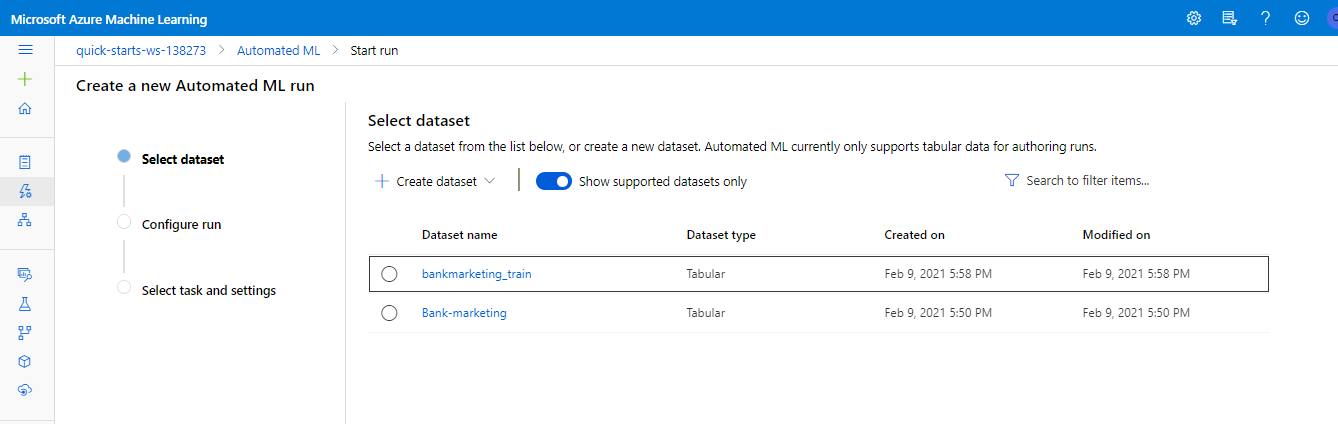 Microsoft Azure Machine Learning
quick-starts-ws-138273 > Automated ML > Start run
Create a new Automated ML run
Select dataset
Configure run
Select task and settings
Select dataset
Select a dataset from the list below, or create a new dataset. Automated ML currently only supports tabular data for authoring runs.
Create dataset Show supported datasets only Search to filter items...
Dataset name Dataset type Created on Modified on
bankmarketing_train Tabular Feb 9, 2021 5:58 PM Feb 9, 2021 5:58 PM
Bank-marketing Tabular Feb 9, 2021 5:50 PM Feb 9, 2021 5:50 PM